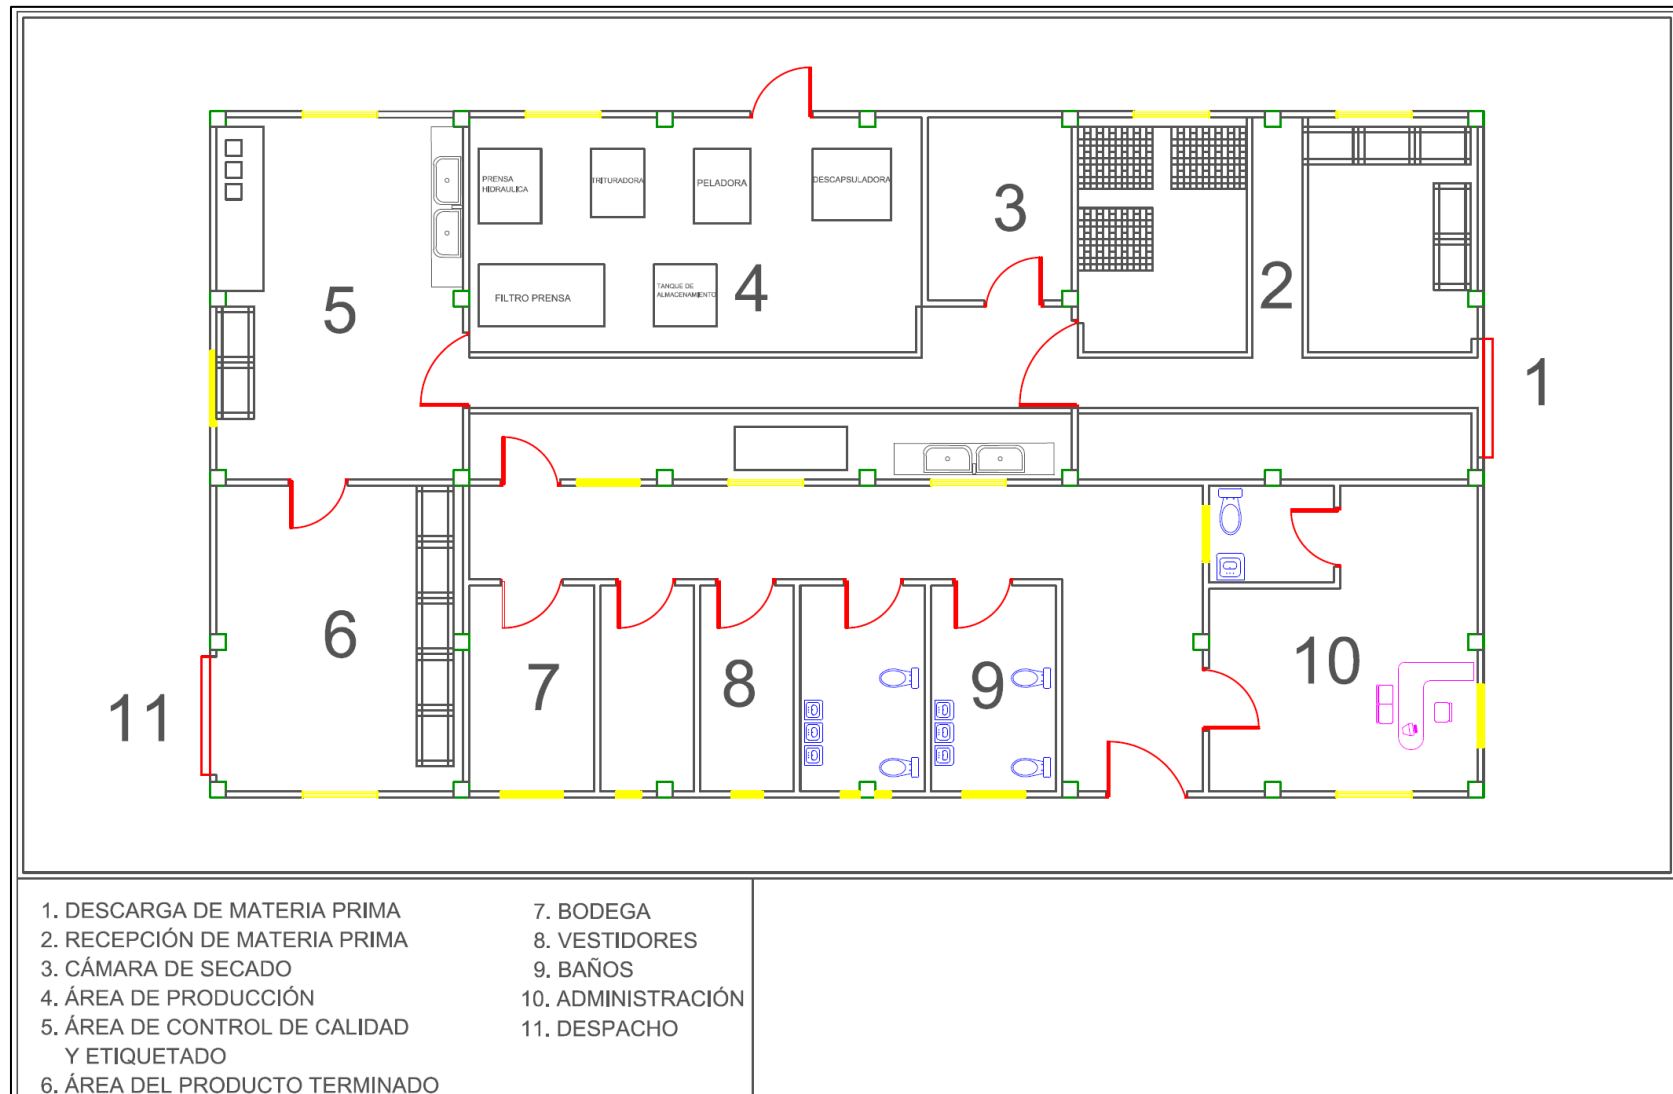 PRENSA
HIDRAULICA
TRITURADORA
PELADORA
DESCAPSULADORA
3
2
FILTRO PRENSA
TANQUE DE
ALMACENAMIENTO
4
5
1
6
7
8
9
10
11
1. DESCARGA DE MATERIA PRIMA
2. RECEPCIÓN DE MATERIA PRIMA
3. CÁMARA DE SECADO
4. ÁREA DE PRODUCCIÓN
5. ÁREA DE CONTROL DE CALIDAD
Y ETIQUETADO
6. ÁREA DEL PRODUCTO TERMINADO
7. BODEGA
8. VESTIDORES
9. BAÑOS
10. ADMINISTRACIÓN
11. DESPACHO